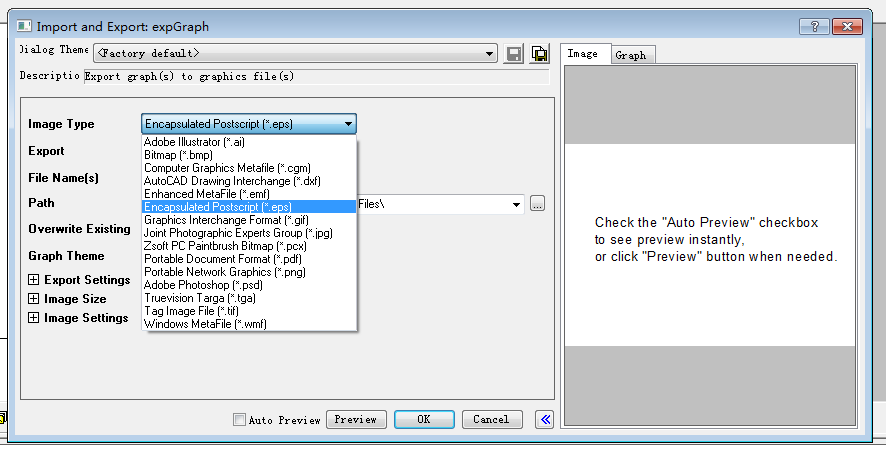 Import and Export: expGraph
Dialog Theme <Factory default>
Descriptio Export graph(s) to graphics file(s)
Image Type Encapsulated Postscript (*.eps)
Adobe Illustrator (*.ai)
Bitmap (*.bmp)
Export
Computer Graphics Metafile (*.cgm)
File Name(s)
AutoCAD Drawing Interchange (*.dxf)
Enhanced MetaFile (*.emf)
Path Encapsulated Postscript (*.eps) Files\ ...
Graphics Interchange Format (*.gif)
Overwrite Existing
Joint Photographic Experts Group (*.jpg)
Zsoft PC Paintbrush Bitmap (*.pcx)
Graph Theme
Portable Document Format (*.pdf)
Portable Network Graphics (*.png)
Export Settings
Adobe Photoshop (*.psd)
Image Size
Truevision Targa (*.tga)
Tag Image File (*.tif)
Image Settings
Windows MetaFile (*.wmf)
Auto Preview Preview OK Cancel
Image Graph
Check the "Auto Preview" checkbox
to see preview instantly,
or click "Preview" button when needed.